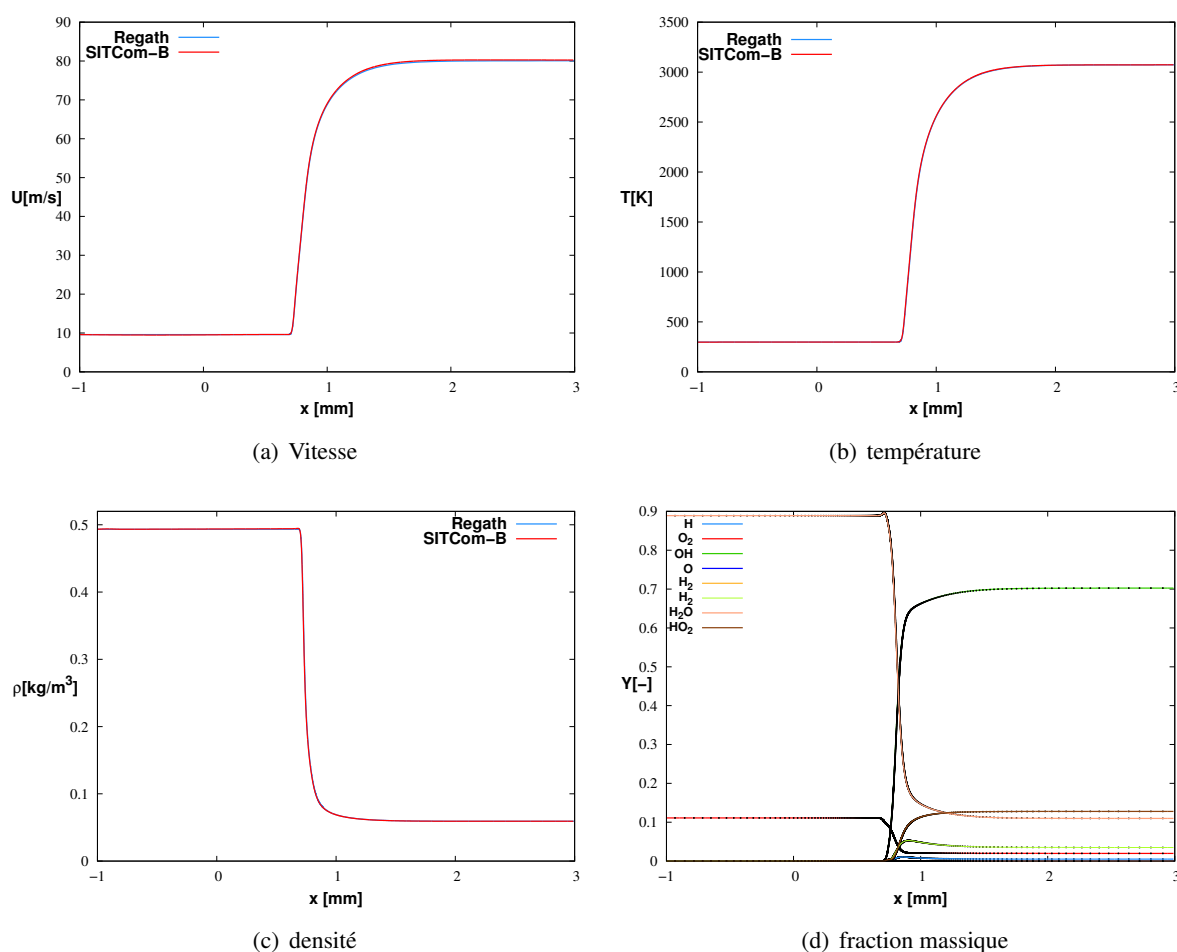 90
80
70
60
50
40
30
20
10
0
U[m/s]
Regath
SITCom−B
−1 0 1 2 3
x [mm]
(a) Vitesse
3500
3000
2500
2000
1500
1000
500
0
T[K]
Regath
SITCom−B
−1 0 1 2 3
x [mm]
(b) température
0.5
0.4
0.3
0.2
0.1
0
ρ[kg/m³]
Regath
SITCom−B
−1 0 1 2 3
x [mm]
(c) densité
0.9
0.8
0.7
0.6
0.5
0.4
0.3
0.2
0.1
0
Y[−]
H
O₂
OH
O
H₂
H₂
H₂O
HO₂
−1 0 1 2 3
x [mm]
(d) fraction massique